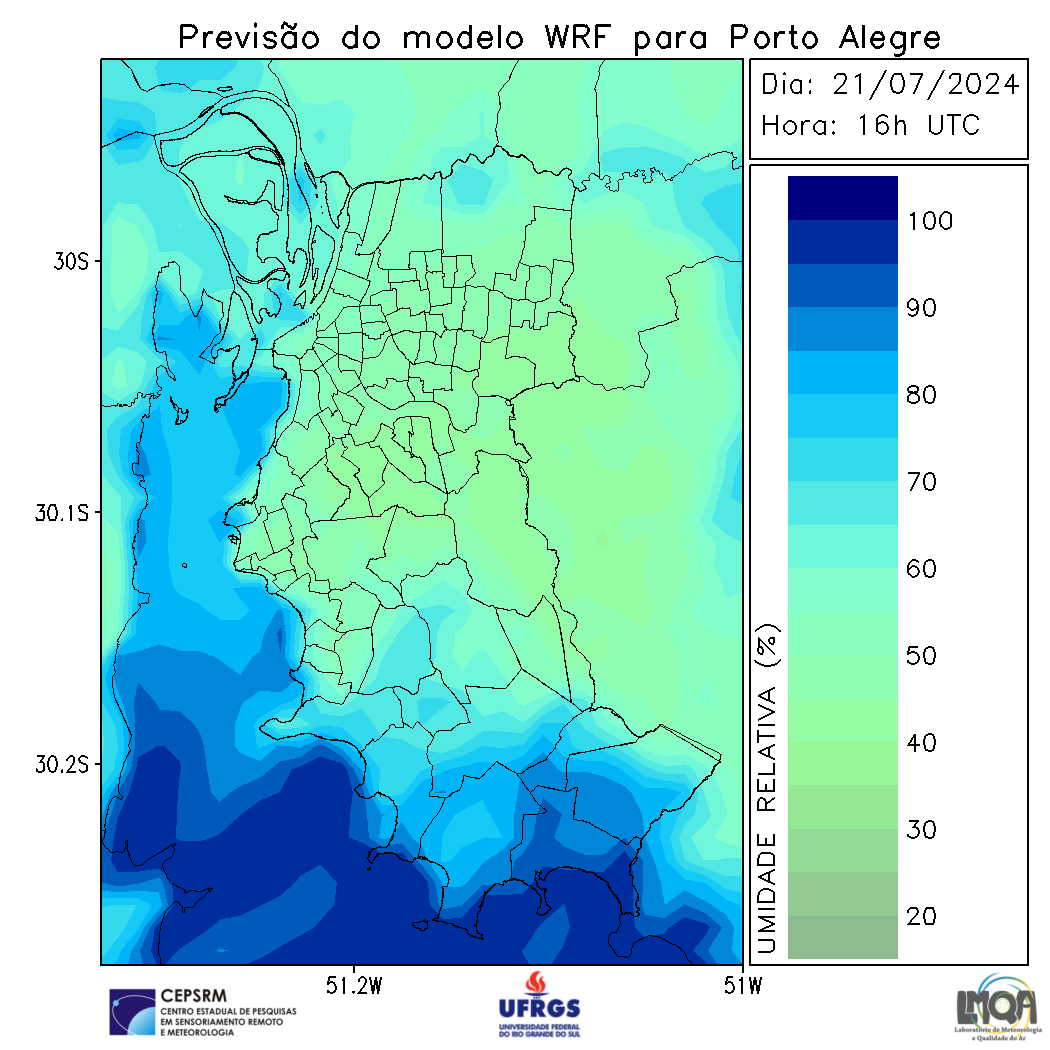 Previsão do modelo WRF para Porto Alegre
Dia: 21/07/2024
Hora: 16h UTC
100
90
80
70
60
50
40
30
20
UMIDADE RELATIVA (%)
30S
30.1S
30.2S
51.2W
51W
CEPSRM
CENTRO ESTADUAL DE PESQUISAS
EM SENSORIAMENTO REMOTO
E METEOROLOGIA
UFRGS
UNIVERSIDADE FEDERAL
DO RIO GRANDE DO SUL
LMQA
Laboratório de Meteorologia
e Qualidade do Ar